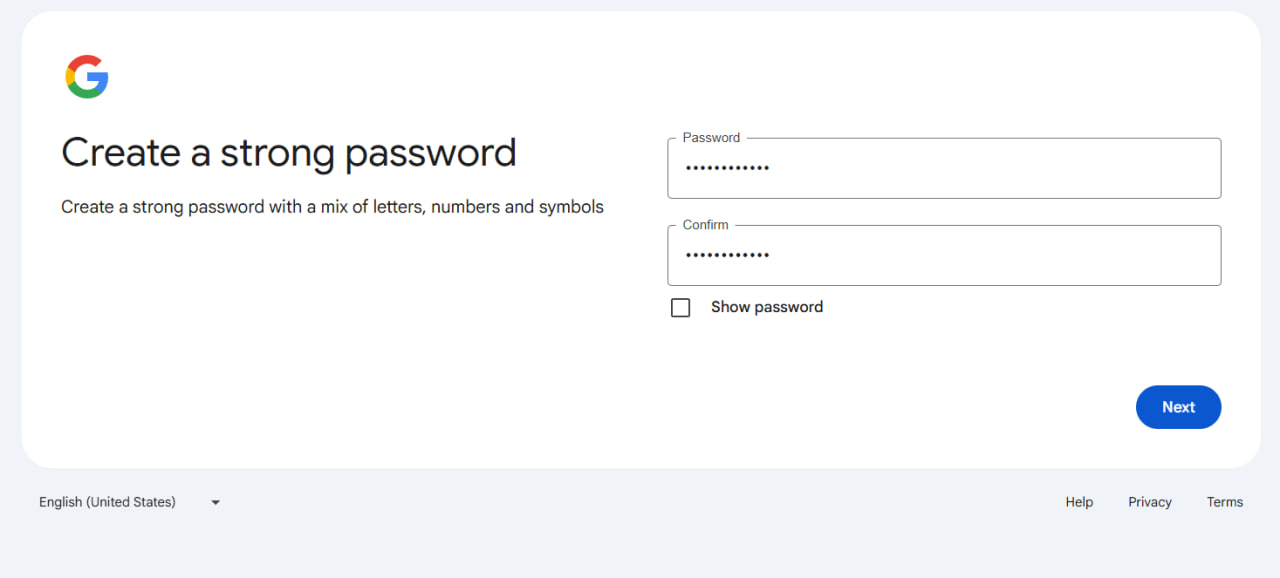 Create a strong password
Create a strong password with a mix of letters, numbers and symbols
Password
••••••••••••
Confirm
••••••••••••
Show password
Next
English (United States)
Help
Privacy
Terms